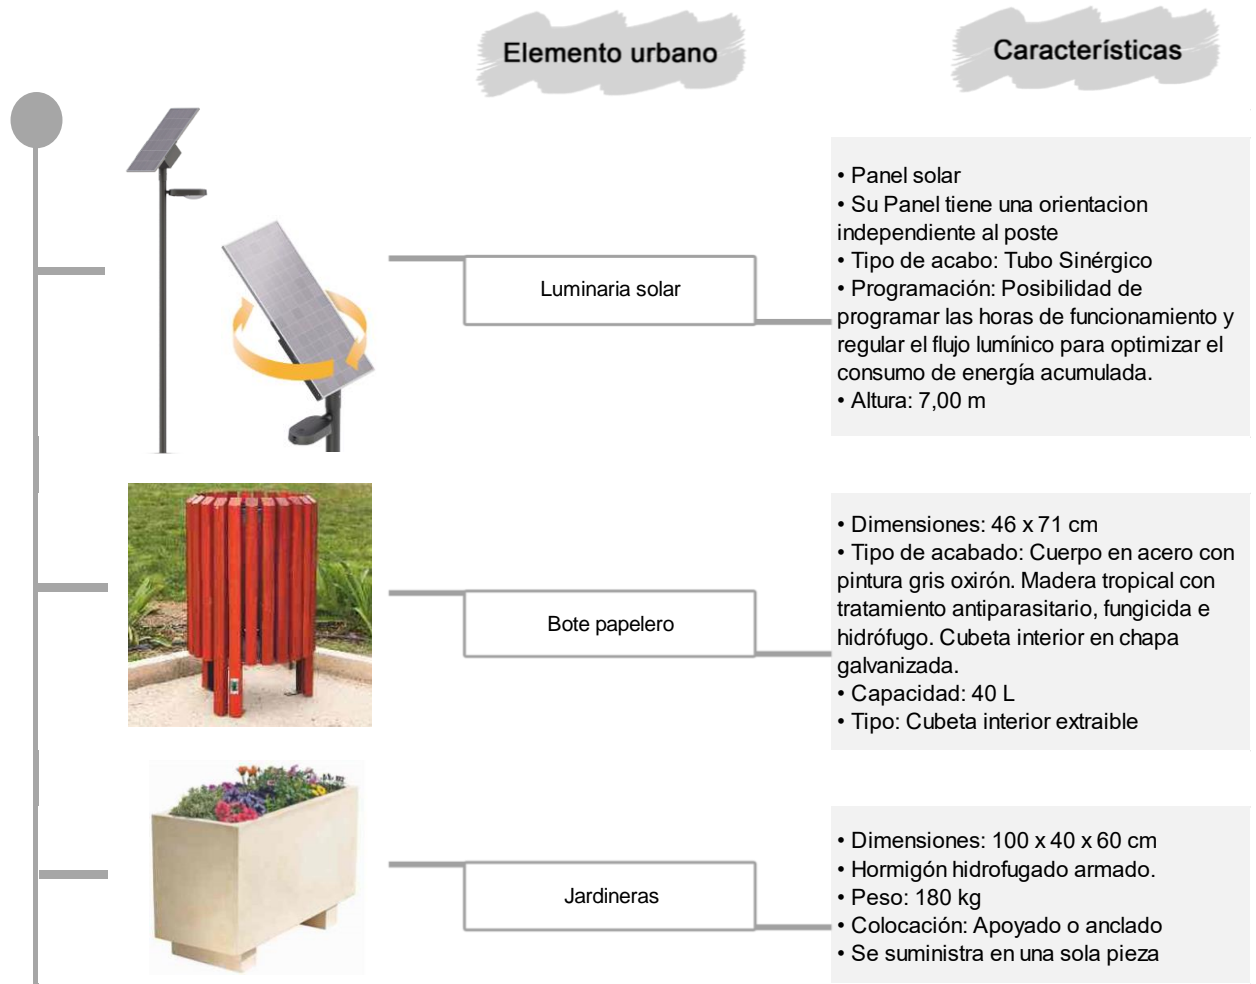 Elemento urbano
Características
Luminaria solar
• Panel solar
• Su Panel tiene una orientacion
independiente al poste
• Tipo de acabo: Tubo Sinérgico
• Programación: Posibilidad de
programar las horas de funcionamiento y
regular el flujo lumínico para optimizar el
consumo de energía acumulada.
• Altura: 7,00 m
Bote papelero
• Dimensiones: 46 x 71 cm
• Tipo de acabado: Cuerpo en acero con
pintura gris oxirón. Madera tropical con
tratamiento antiparasitario, fungicida e
hidrófugo. Cubeta interior en chapa
galvanizada.
• Capacidad: 40 L
• Tipo: Cubeta interior extraible
Jardineras
• Dimensiones: 100 x 40 x 60 cm
• Hormigón hidrofugado armado.
• Peso: 180 kg
• Colocación: Apoyado o anclado
• Se suministra en una sola pieza